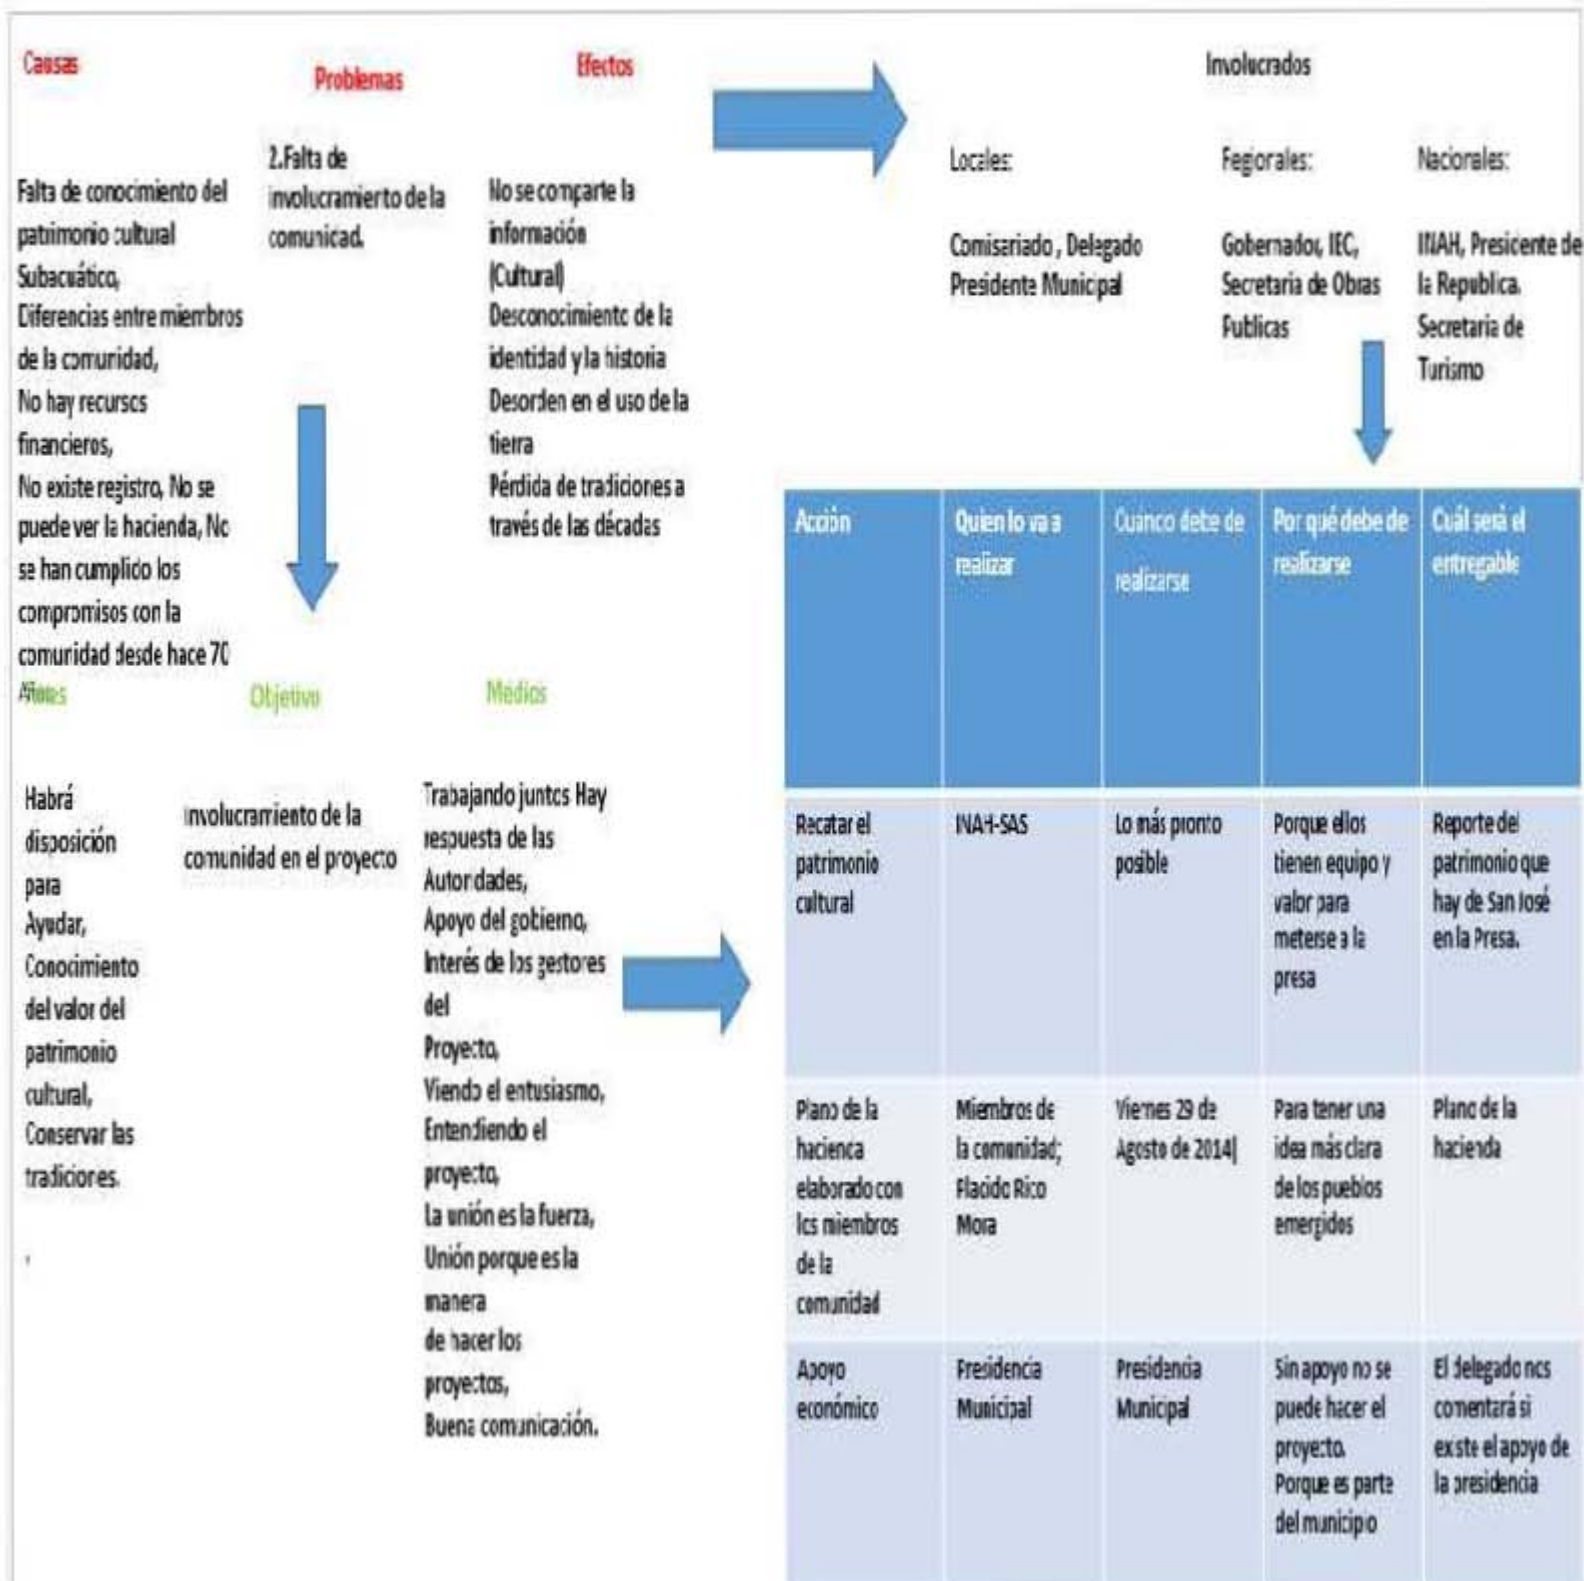 Causas
Problemas
Efectos
Falta de conocimiento del
patrimonio cultural
Subacuático,
Diferencias entre miembros
de la comunidad,
No hay recursos
financieros,
No existe registro, No se
puede ver la hacienda, No
se han cumplido los
compromisos con la
comunidad desde hace 70
2.Falta de
involucramiento de la
comunidad.
No se comparte la
información
(Cultural)
Desconocimiento de la
identidad y la historia
Desorden en el uso de la
tierra
Pérdida de tradiciones a
través de las décadas
Involucrados
Locales:
Comisariado , Delegado
Presidente Municipal
Regionales:
Gobernador, IEC,
Secretaria de Obras
Publicas
Nacionales:
INAH, Presidente de
la Republica.
Secretaria de
Turismo
Objetivo
Medios
Habrá
disposición
para
Ayudar,
Conocimiento
del valor del
patrimonio
cultural,
Conservar las
tradiciones.
.
Involucramiento de la
comunidad en el proyecto
Trabajando juntos Hay
respuesta de las
Autoridades,
Apoyo del gobierno,
Interés de los gestores
del
Proyecto,
Viendo el entusiasmo,
Entendiendo el
proyecto,
La unión es la fuerza,
Unión porque es la
manera
de hacer los
proyectos,
Buena comunicación.
Acción
Quien lo va a
realizar
Cuando debe de
realizarse
Por qué debe de
realizarse
Cuál será el
entregable
Recatar el
patrimonio
cultural
INAH-SAS
Lo más pronto
posible
Porque ellos
tienen equipo y
valor para
meterse a la
presa
Reporte del
patrimonio que
hay de San José
en la Presa.
Plano de la
hacienda
elaborado con
los miembros
de la
comunidad
Miembros de
la comunidad;
Placido Rico
Mora
Viernes 29 de
Agosto de 2014|
Para tener una
idea más clara
de los pueblos
emergidos
Plano de la
hacienda
Apoyo
económico
Presidencia
Municipal
Presidencia
Municipal
Sin apoyo no se
puede hacer el
proyecto.
Porque es parte
del municipio
El delegado nos
comentará si
existe el apoyo de
la presidencia